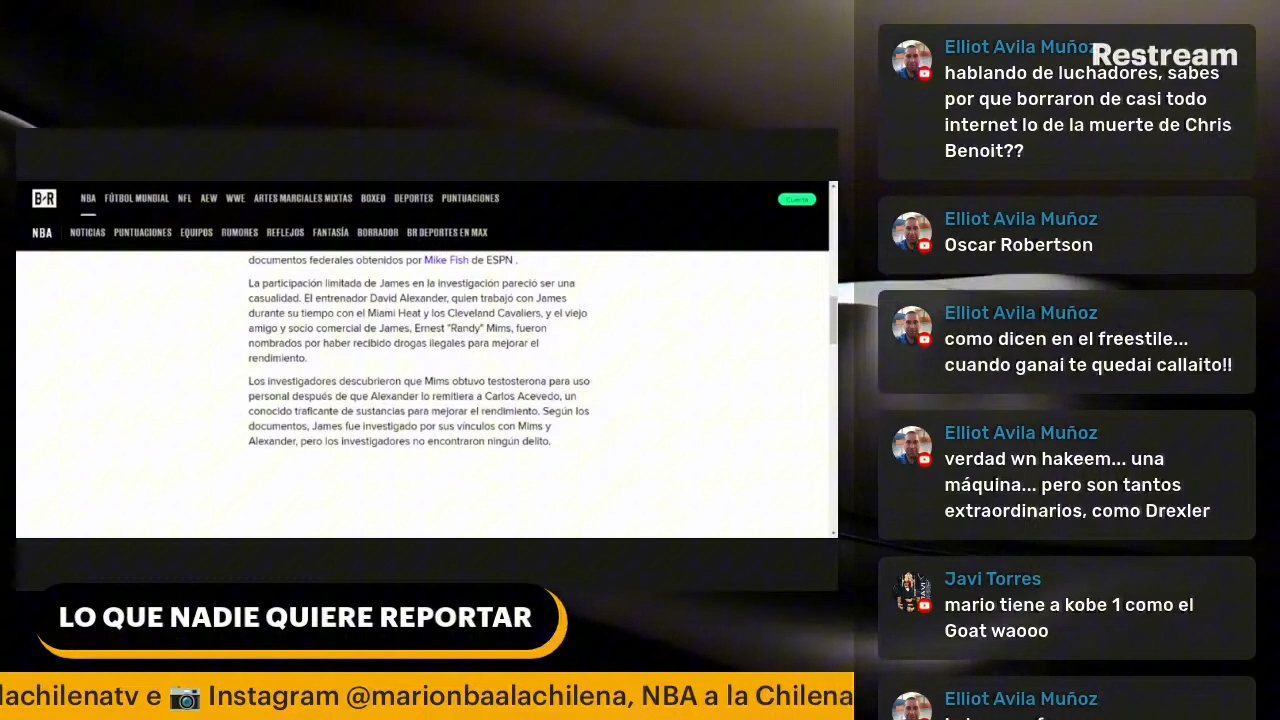 B/R NBA FÚTBOL MUNDIAL NFL AEW WWE ARTES MARCIALES MIXTAS BOXEO DEPORTES PUNTUACIONES Cuenta
NBA NOTICIAS PUNTUACIONES EQUIPOS RUMORES REFLEJOS FANTASÍA BORRADOR BR DEPORTES EN MAX
documentos federales obtenidos por Mike Fish de ESPN .
La participación limitada de James en la investigación pareció ser una
casualidad. El entrenador David Alexander, quien trabajó con James
durante su tiempo con el Miami Heat y los Cleveland Cavaliers, y el viejo
amigo y socio comercial de James, Ernest "Randy" Mims, fueron
nombrados por haber recibido drogas ilegales para mejorar el
rendimiento.
Los investigadores descubrieron que Mims obtuvo testosterona para uso
personal después de que Alexander lo remitiera a Carlos Acevedo, un
conocido traficante de sustancias para mejorar el rendimiento. Según los
documentos, James fue investigado por sus vínculos con Mims y
Alexander, pero los investigadores no encontraron ningún delito.
LO QUE NADIE QUIERE REPORTAR
lachilenatv e 📷 Instagram @marionbaalachilena, NBA a la Chilena
Restream
Elliot Avila Muñoz
hablando de luchadores, sabes
por que borraron de casi todo
internet lo de la muerte de Chris
Benoit??
Elliot Avila Muñoz
Oscar Robertson
Elliot Avila Muñoz
como dicen en el freestile...
cuando ganai te quedai callaito!!
Elliot Avila Muñoz
verdad wn hakeem... una
máquina... pero son tantos
extraordinarios, como Drexler
Javi Torres
mario tiene a kobe 1 como el
Goat waooo
Elliot Avila Muñoz